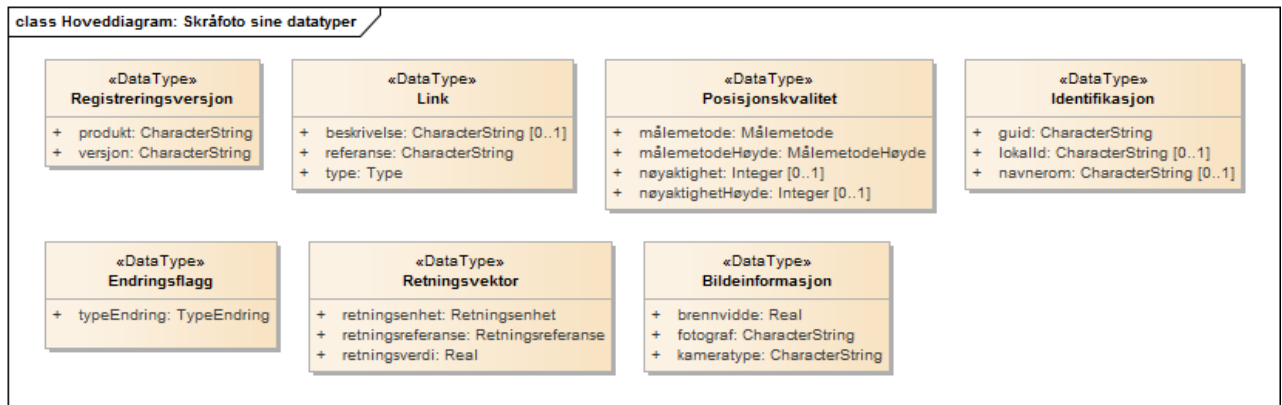 class Hoveddiagram: Skråfoto sine datatyper
«DataType»
Registreringsversjon
+ produkt: CharacterString
+ versjon: CharacterString
«DataType»
Link
+ beskrivelse: CharacterString [0..1]
+ referanse: CharacterString
+ type: Type
«DataType»
Posisjonskvalitet
+ målemetode: Målemetode
+ målemetodeHøyde: MålemetodeHøyde
+ nøyaktighet: Integer [0..1]
+ nøyaktighetHøyde: Integer [0..1]
«DataType»
Identifikasjon
+ guid: CharacterString
+ lokalId: CharacterString [0..1]
+ navnerom: CharacterString [0..1]
«DataType»
Endringsflagg
+ typeEndring: TypeEndring
«DataType»
Retningsvektor
+ retningsenhet: Retningsenhet
+ retningsreferanse: Retningsreferanse
+ retningsverdi: Real
«DataType»
Bildeinformasjon
+ brennvidde: Real
+ fotograf: CharacterString
+ kameratype: CharacterString